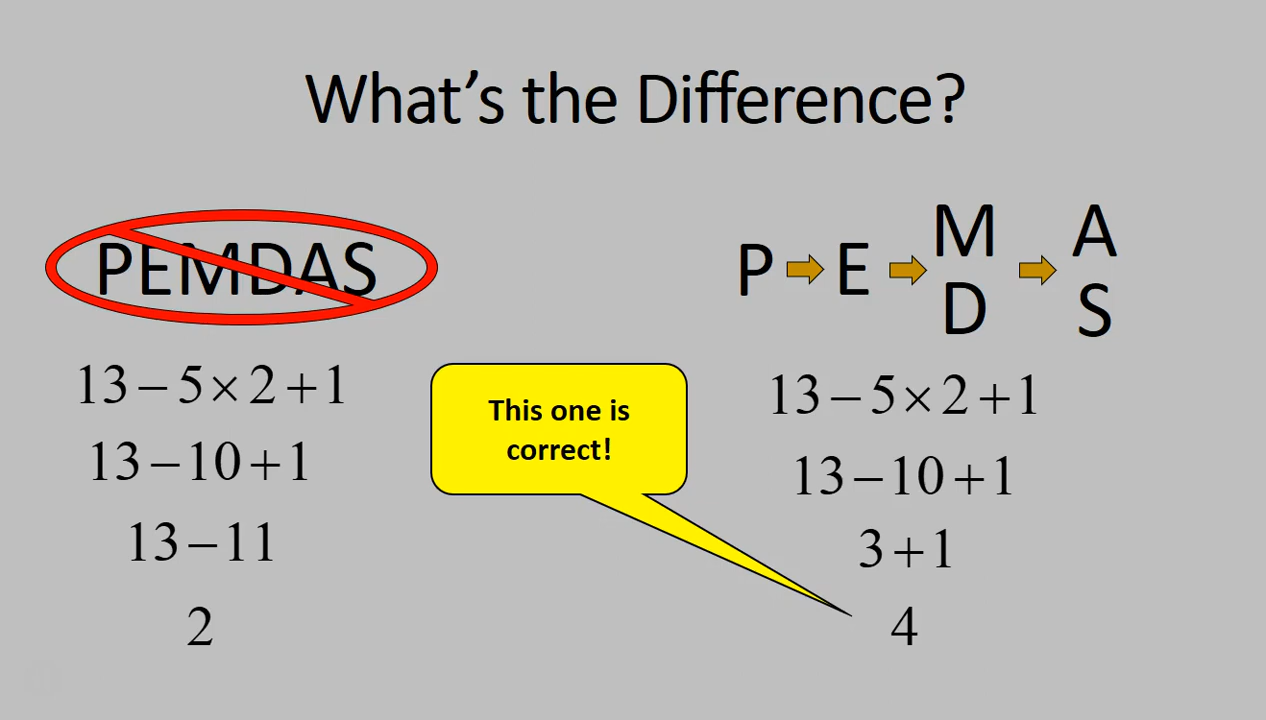 What's the Difference?
PEMDAS
13 − 5 × 2 + 1
13 − 10 + 1
13 − 11
2
This one is
correct!
P E M D A S
13 − 5 × 2 + 1
13 − 10 + 1
3 + 1
4